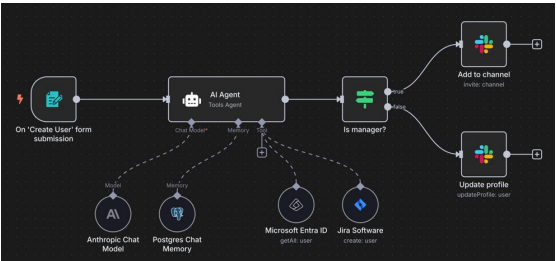 Add to channel
invite: channel
AI Agent
Tools Agent
true
false
On 'Create User' form
submission
Chat Model*
Memory
Tool
Is manager?
Update profile
updateProfile: user
Model
Memory
Anthropic Chat
Model
Postgres Chat
Memory
Microsoft Entra ID
getAll: user
Jira Software
create: user